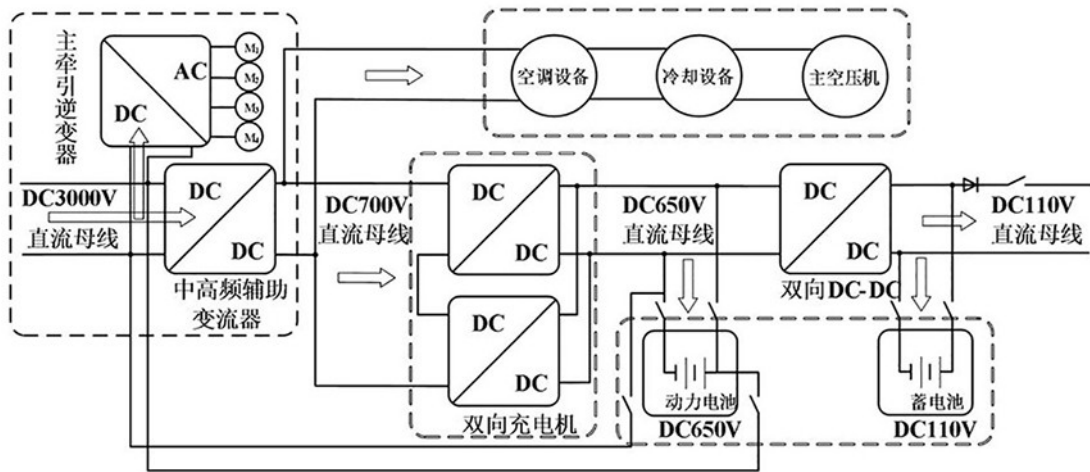 主牵引逆变器
AC
DC
M1
M2
M3
M4
空调设备
冷却设备
主空压机
DC3000V
直流母线
DC
DC
中高频辅助
变流器
DC700V
直流母线
DC
DC
DC
DC
双向充电机
DC650V
直流母线
DC
DC
双向DC-DC
DC110V
直流母线
动力电池
DC650V
蓄电池
DC110V